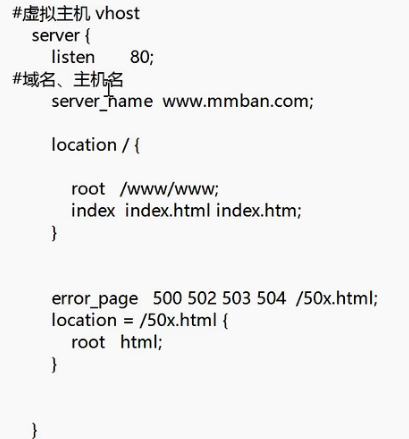 #虚拟主机 vhost
server {
listen 80;
#域名、主机名
server_name www.mmban.com;
location / {
root /www/www;
index index.html index.htm;
}
error_page 500 502 503 504 /50x.html;
location = /50x.html {
root html;
}
}